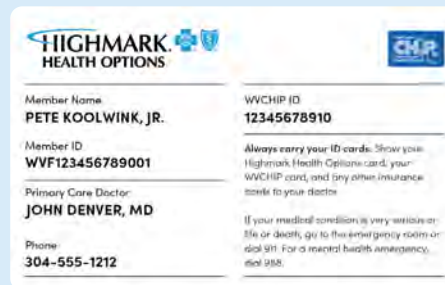 HIGHMARK.
HEALTH OPTIONS
CHIP
Member Name
PETE KOOLWINK, JR.
Member ID
WVF123456789001
Primary Care Doctor
JOHN DENVER, MD
Phone
304-555-1212
WVCHIP ID
12345678910
Always carry your ID cards. Show your
Highmark Health Options card, your
WVCHIP card, and any other insurance
cards to your doctor.
If your medical condition is very serious or
life or death, go to the emergency room or
dial 911. For a mental health emergency,
dial 988.